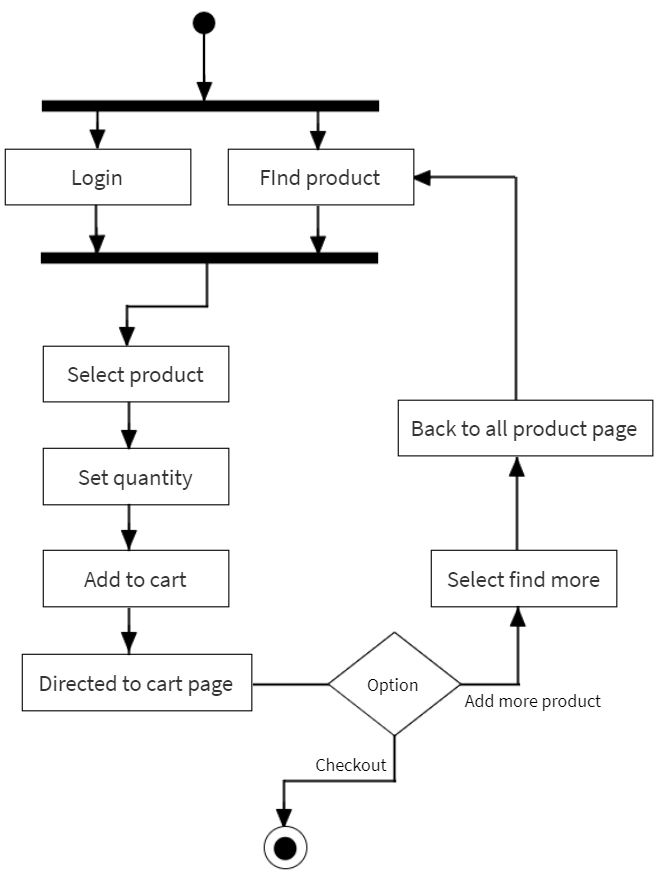 Login
FInd product
Select product
Back to all product page
Set quantity
Add to cart
Select find more
Directed to cart page
Option
Add more product
Checkout